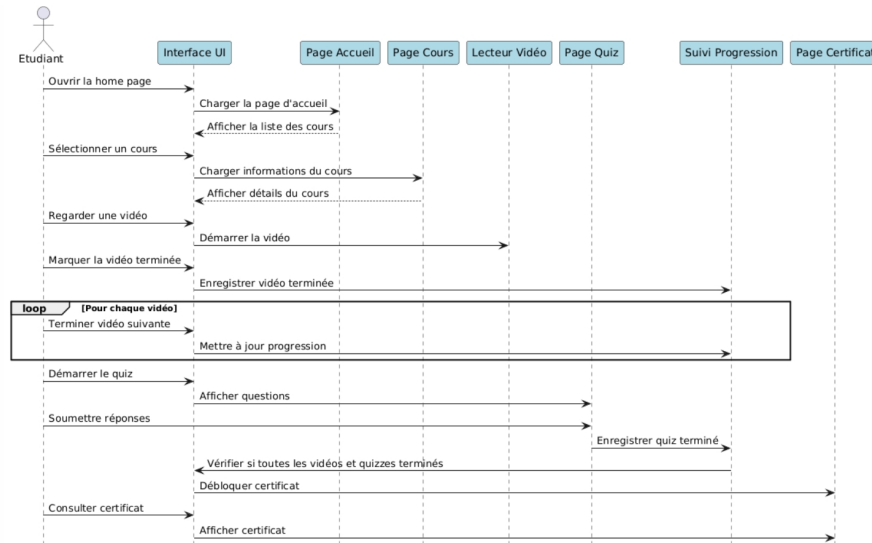 Etudiant
Interface UI
Page Accueil
Page Cours
Lecteur Vidéo
Page Quiz
Suivi Progression
Page Certificat
Ouvrir la home page
Charger la page d'accueil
Afficher la liste des cours
Sélectionner un cours
Charger informations du cours
Afficher détails du cours
Regarder une vidéo
Démarrer la vidéo
Marquer la vidéo terminée
Enregistrer vidéo terminée
loop [Pour chaque vidéo]
Terminer vidéo suivante
Mettre à jour progression
Démarrer le quiz
Afficher questions
Soumettre réponses
Enregistrer quiz terminé
Vérifier si toutes les vidéos et quizzes terminés
Débloquer certificat
Consulter certificat
Afficher certificat